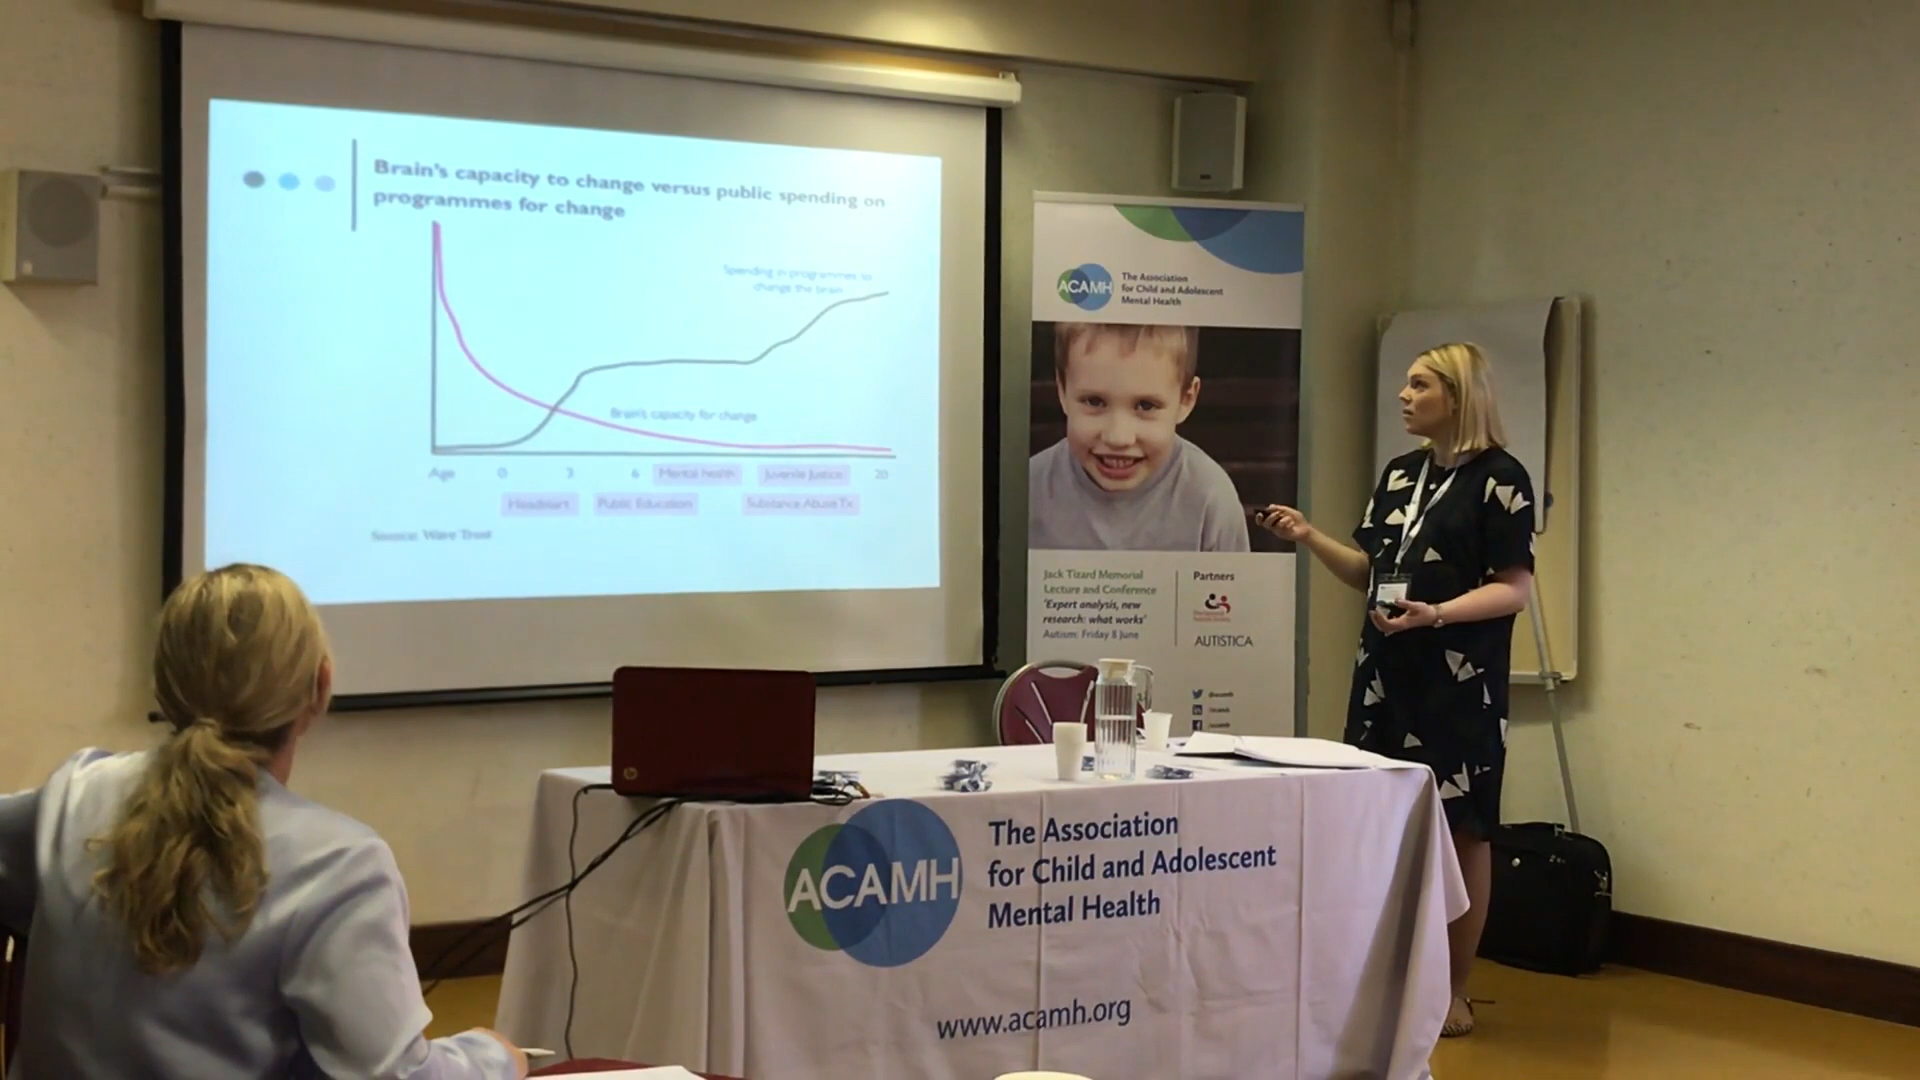 Brain's capacity to change versus public spending on
programmes for change
Spending in programmes to
change the brain
Brain's capacity for change
Age 0 3 6 Mental health Juvenile Justice 20
Headstart Public Education Substance Abuse Tx
Source: Wave Trust
ACAMH
The Association
for Child and Adolescent
Mental Health
Jack Tizard Memorial
Lecture and Conference
'Expert analysis, new
research: what works'
Autism: Friday 8 June
Partners
AUTISTICA
@acamh
ACAMH
The Association
for Child and Adolescent
Mental Health
www.acamh.org